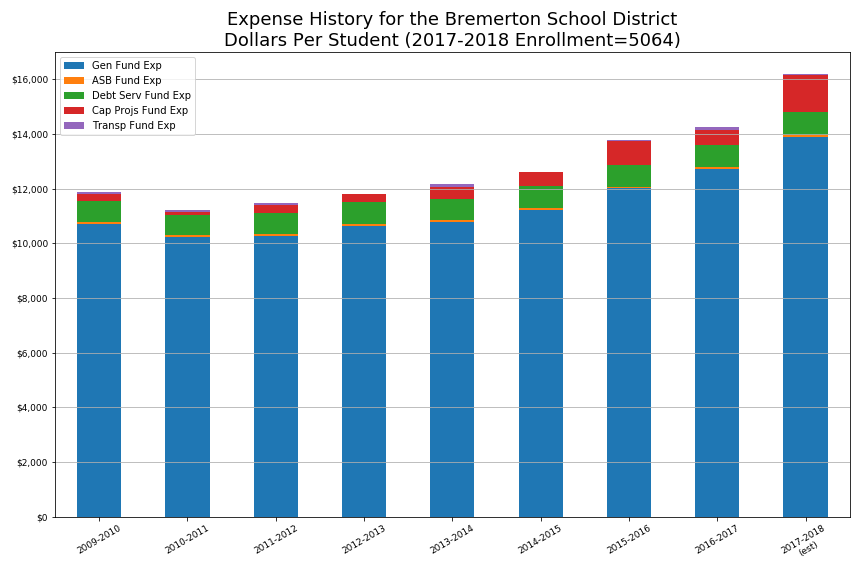 Expense History for the Bremerton School District
Dollars Per Student (2017-2018 Enrollment=5064)
Gen Fund Exp
ASB Fund Exp
Debt Serv Fund Exp
Cap Projs Fund Exp
Transp Fund Exp
$16,000
$14,000
$12,000
$10,000
$8,000
$6,000
$4,000
$2,000
$0
2009-2010
2010-2011
2011-2012
2012-2013
2013-2014
2014-2015
2015-2016
2016-2017
2017-2018
(est)